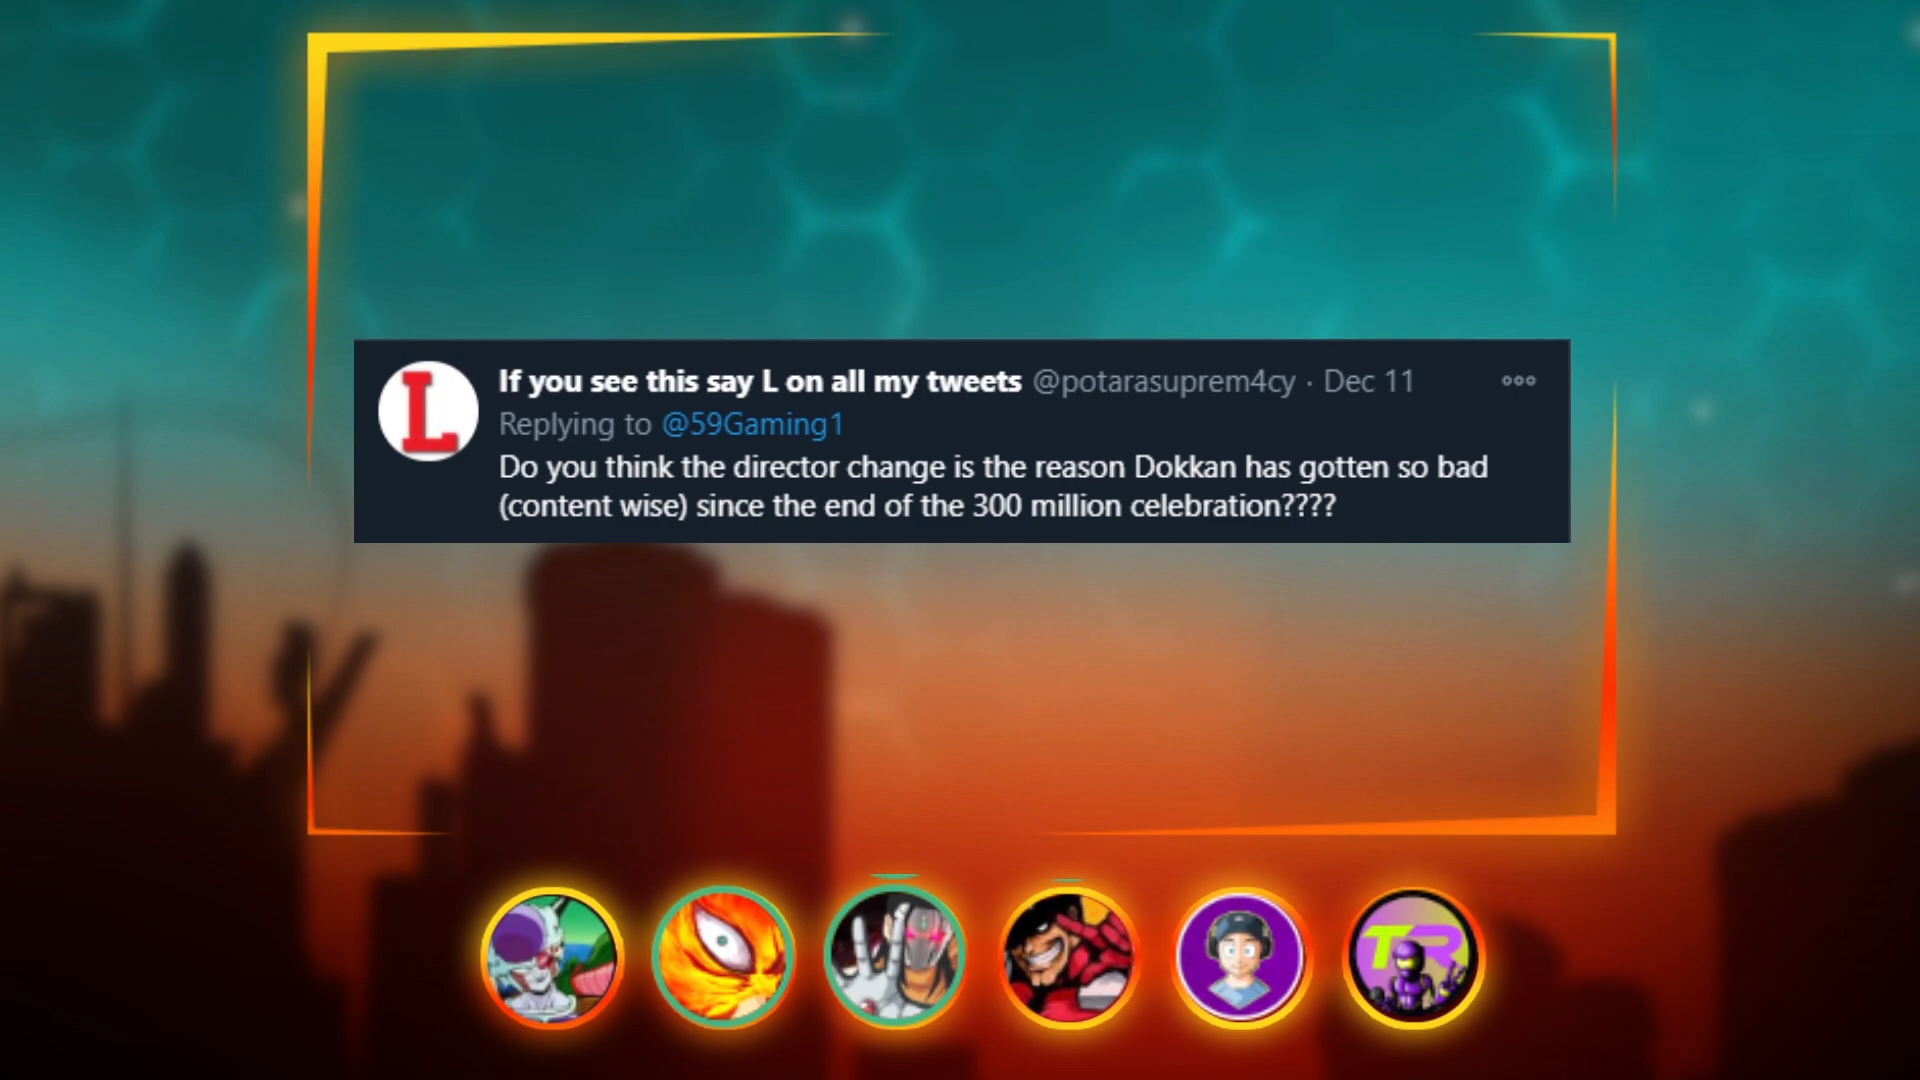 If you see this say L on all my tweets @potarasuprem4cy · Dec 11
Replying to @59Gaming1
Do you think the director change is the reason Dokkan has gotten so bad
(content wise) since the end of the 300 million celebration????
L
TR